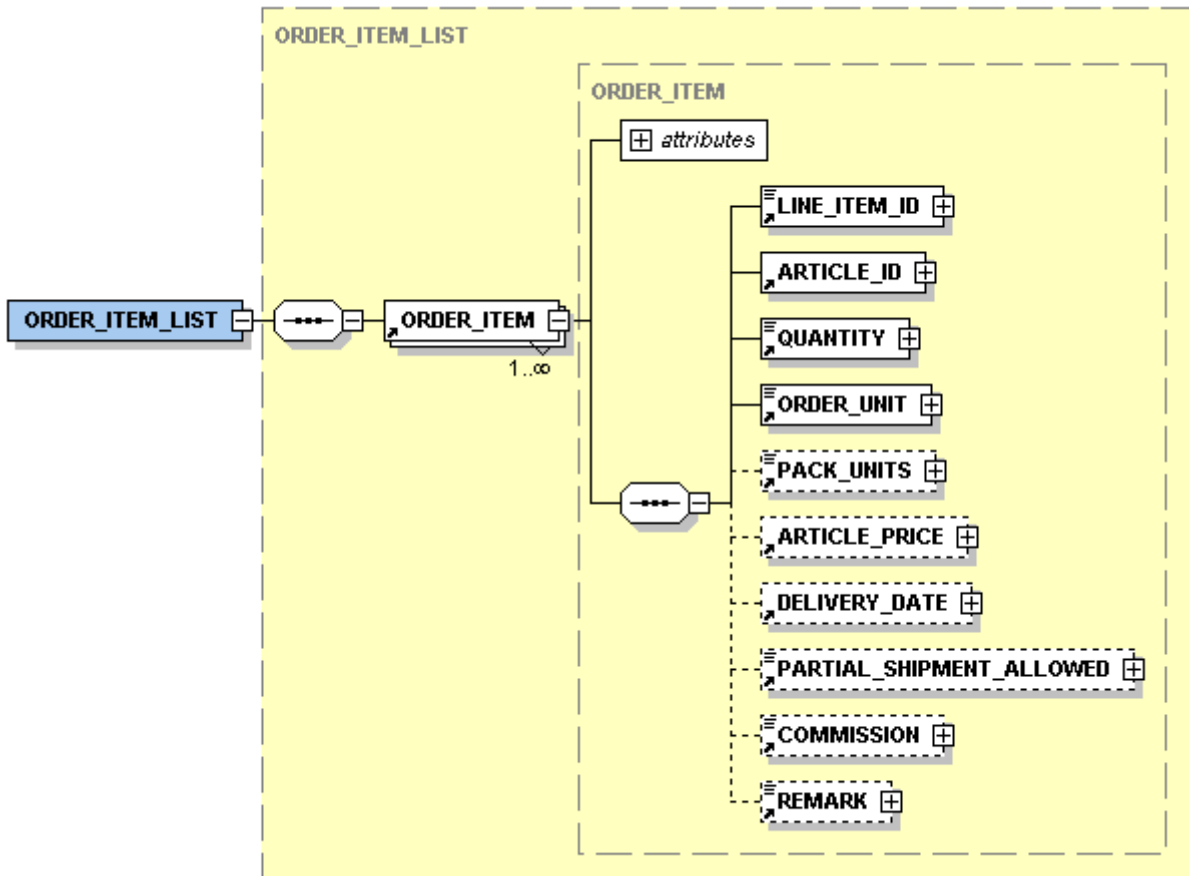 ORDER_ITEM_LIST
ORDER_ITEM
attributes
LINE_ITEM_ID
ARTICLE_ID
ORDER_ITEM_LIST
ORDER_ITEM
1..∞
QUANTITY
ORDER_UNIT
PACK_UNITS
ARTICLE_PRICE
DELIVERY_DATE
PARTIAL_SHIPMENT_ALLOWED
COMMISSION
REMARK